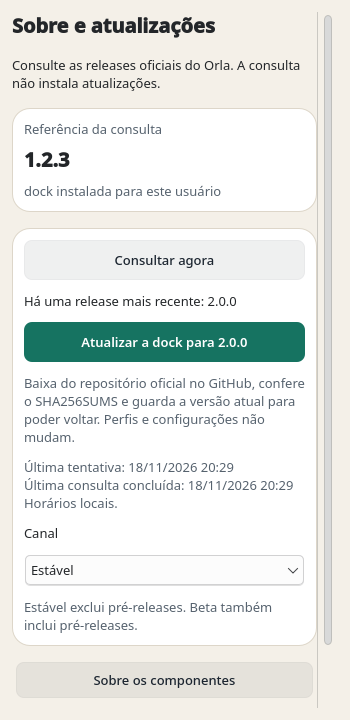 Sobre e atualizações
Consulte as releases oficiais do Orla. A consulta
não instala atualizações.
Referência da consulta
1.2.3
dock instalada para este usuário
Consultar agora
Há uma release mais recente: 2.0.0
Atualizar a dock para 2.0.0
Baixa do repositório oficial no GitHub, confere
o SHA256SUMS e guarda a versão atual para
poder voltar. Perfis e configurações não
mudam.
Última tentativa: 18/11/2026 20:29
Última consulta concluída: 18/11/2026 20:29
Horários locais.
Canal
Estável
Estável exclui pré-releases. Beta também
inclui pré-releases.
Sobre os componentes